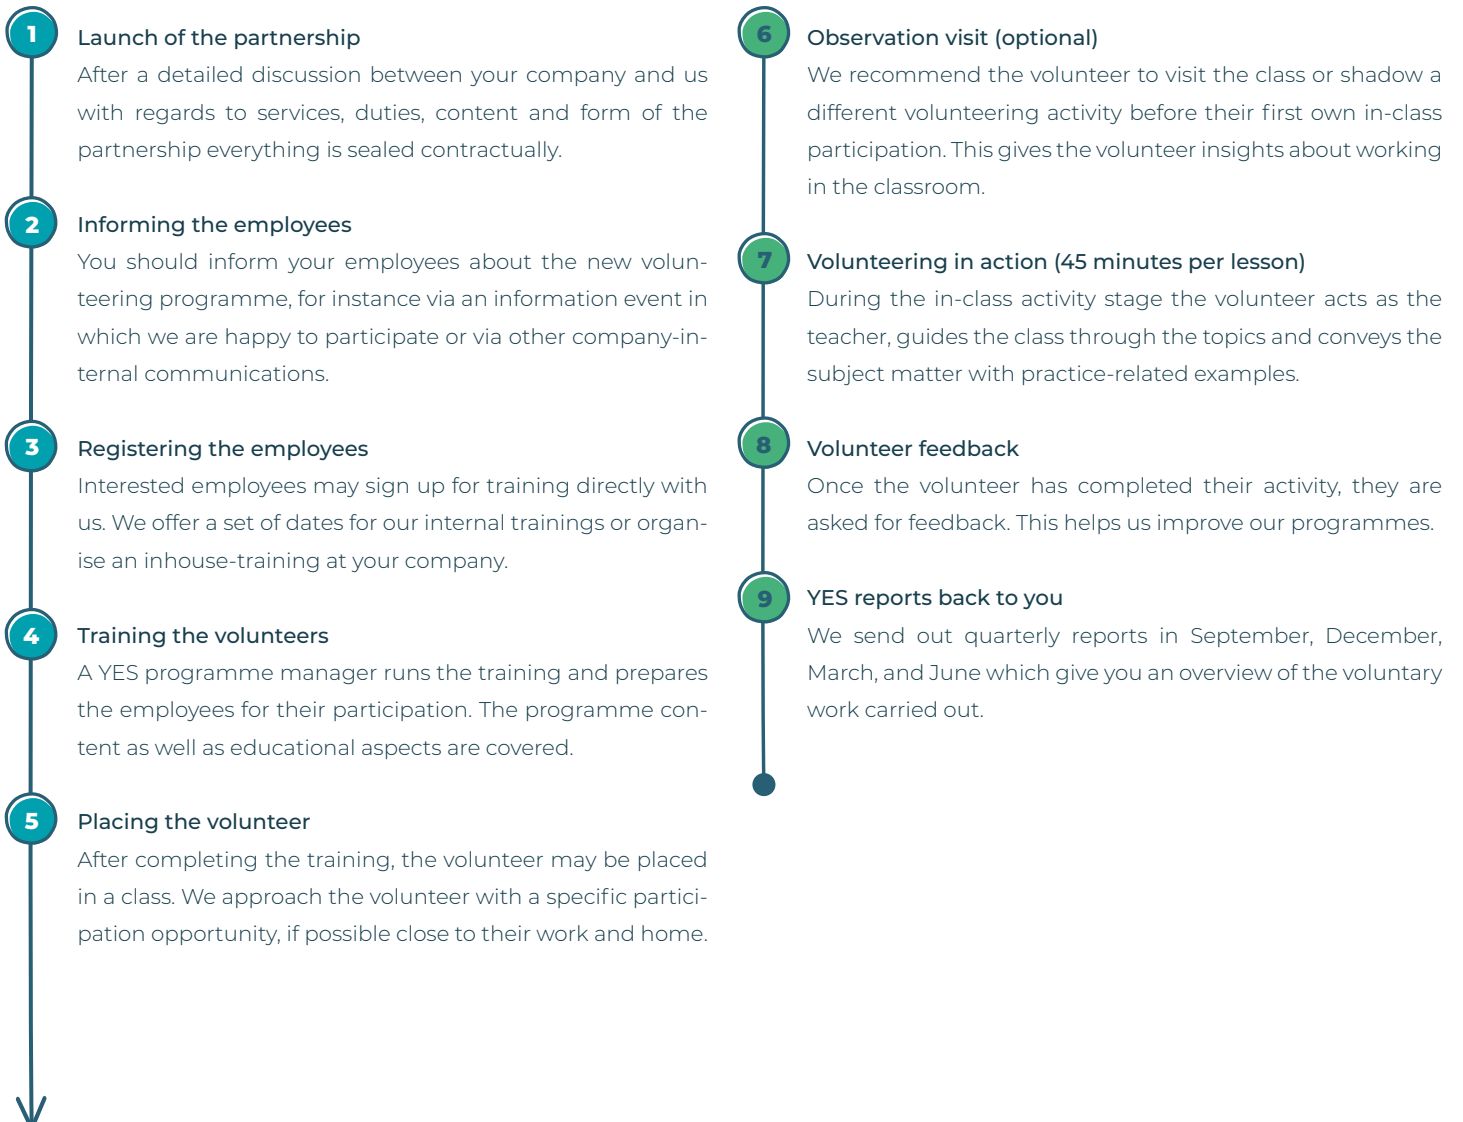 1
Launch of the partnership
After a detailed discussion between your company and us
with regards to services, duties, content and form of the
partnership everything is sealed contractually.
2
Informing the employees
You should inform your employees about the new volun-
teering programme, for instance via an information event in
which we are happy to participate or via other company-in-
ternal communications.
3
Registering the employees
Interested employees may sign up for training directly with
us. We offer a set of dates for our internal trainings or organ-
ise an inhouse-training at your company.
4
Training the volunteers
A YES programme manager runs the training and prepares
the employees for their participation. The programme con-
tent as well as educational aspects are covered.
5
Placing the volunteer
After completing the training, the volunteer may be placed
in a class. We approach the volunteer with a specific partici-
pation opportunity, if possible close to their work and home.
6
Observation visit (optional)
We recommend the volunteer to visit the class or shadow a
different volunteering activity before their first own in-class
participation. This gives the volunteer insights about working
in the classroom.
7
Volunteering in action (45 minutes per lesson)
During the in-class activity stage the volunteer acts as the
teacher, guides the class through the topics and conveys the
subject matter with practice-related examples.
8
Volunteer feedback
Once the volunteer has completed their activity, they are
asked for feedback. This helps us improve our programmes.
9
YES reports back to you
We send out quarterly reports in September, December,
March, and June which give you an overview of the voluntary
work carried out.